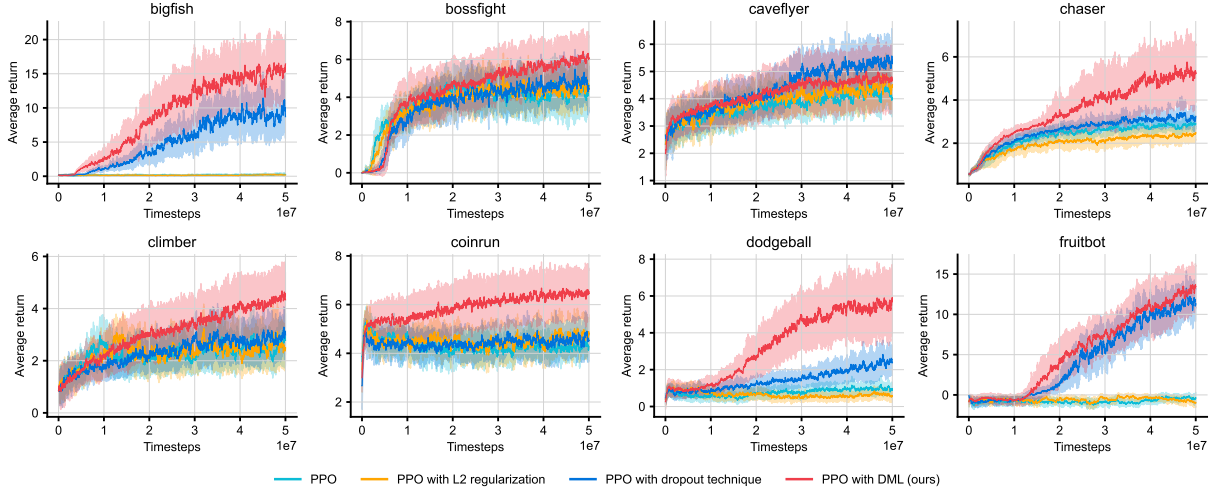 bigfish
Average return
20
15
10
5
0
0 1 2 3 4 5
Timesteps
1e7
bossfight
Average return
8
6
4
2
0
0 1 2 3 4 5
Timesteps
1e7
caveflyer
Average return
6
5
4
3
2
1
0 1 2 3 4 5
Timesteps
1e7
chaser
Average return
6
4
2
0 1 2 3 4 5
Timesteps
1e7
climber
Average return
6
4
2
0
0 1 2 3 4 5
Timesteps
1e7
coinrun
Average return
8
6
4
2
0 1 2 3 4 5
Timesteps
1e7
dodgeball
Average return
8
6
4
2
0
0 1 2 3 4 5
Timesteps
1e7
fruitbot
Average return
15
10
5
0
0 1 2 3 4 5
Timesteps
1e7
PPO PPO with L2 regularization PPO with dropout technique PPO with DML (ours)